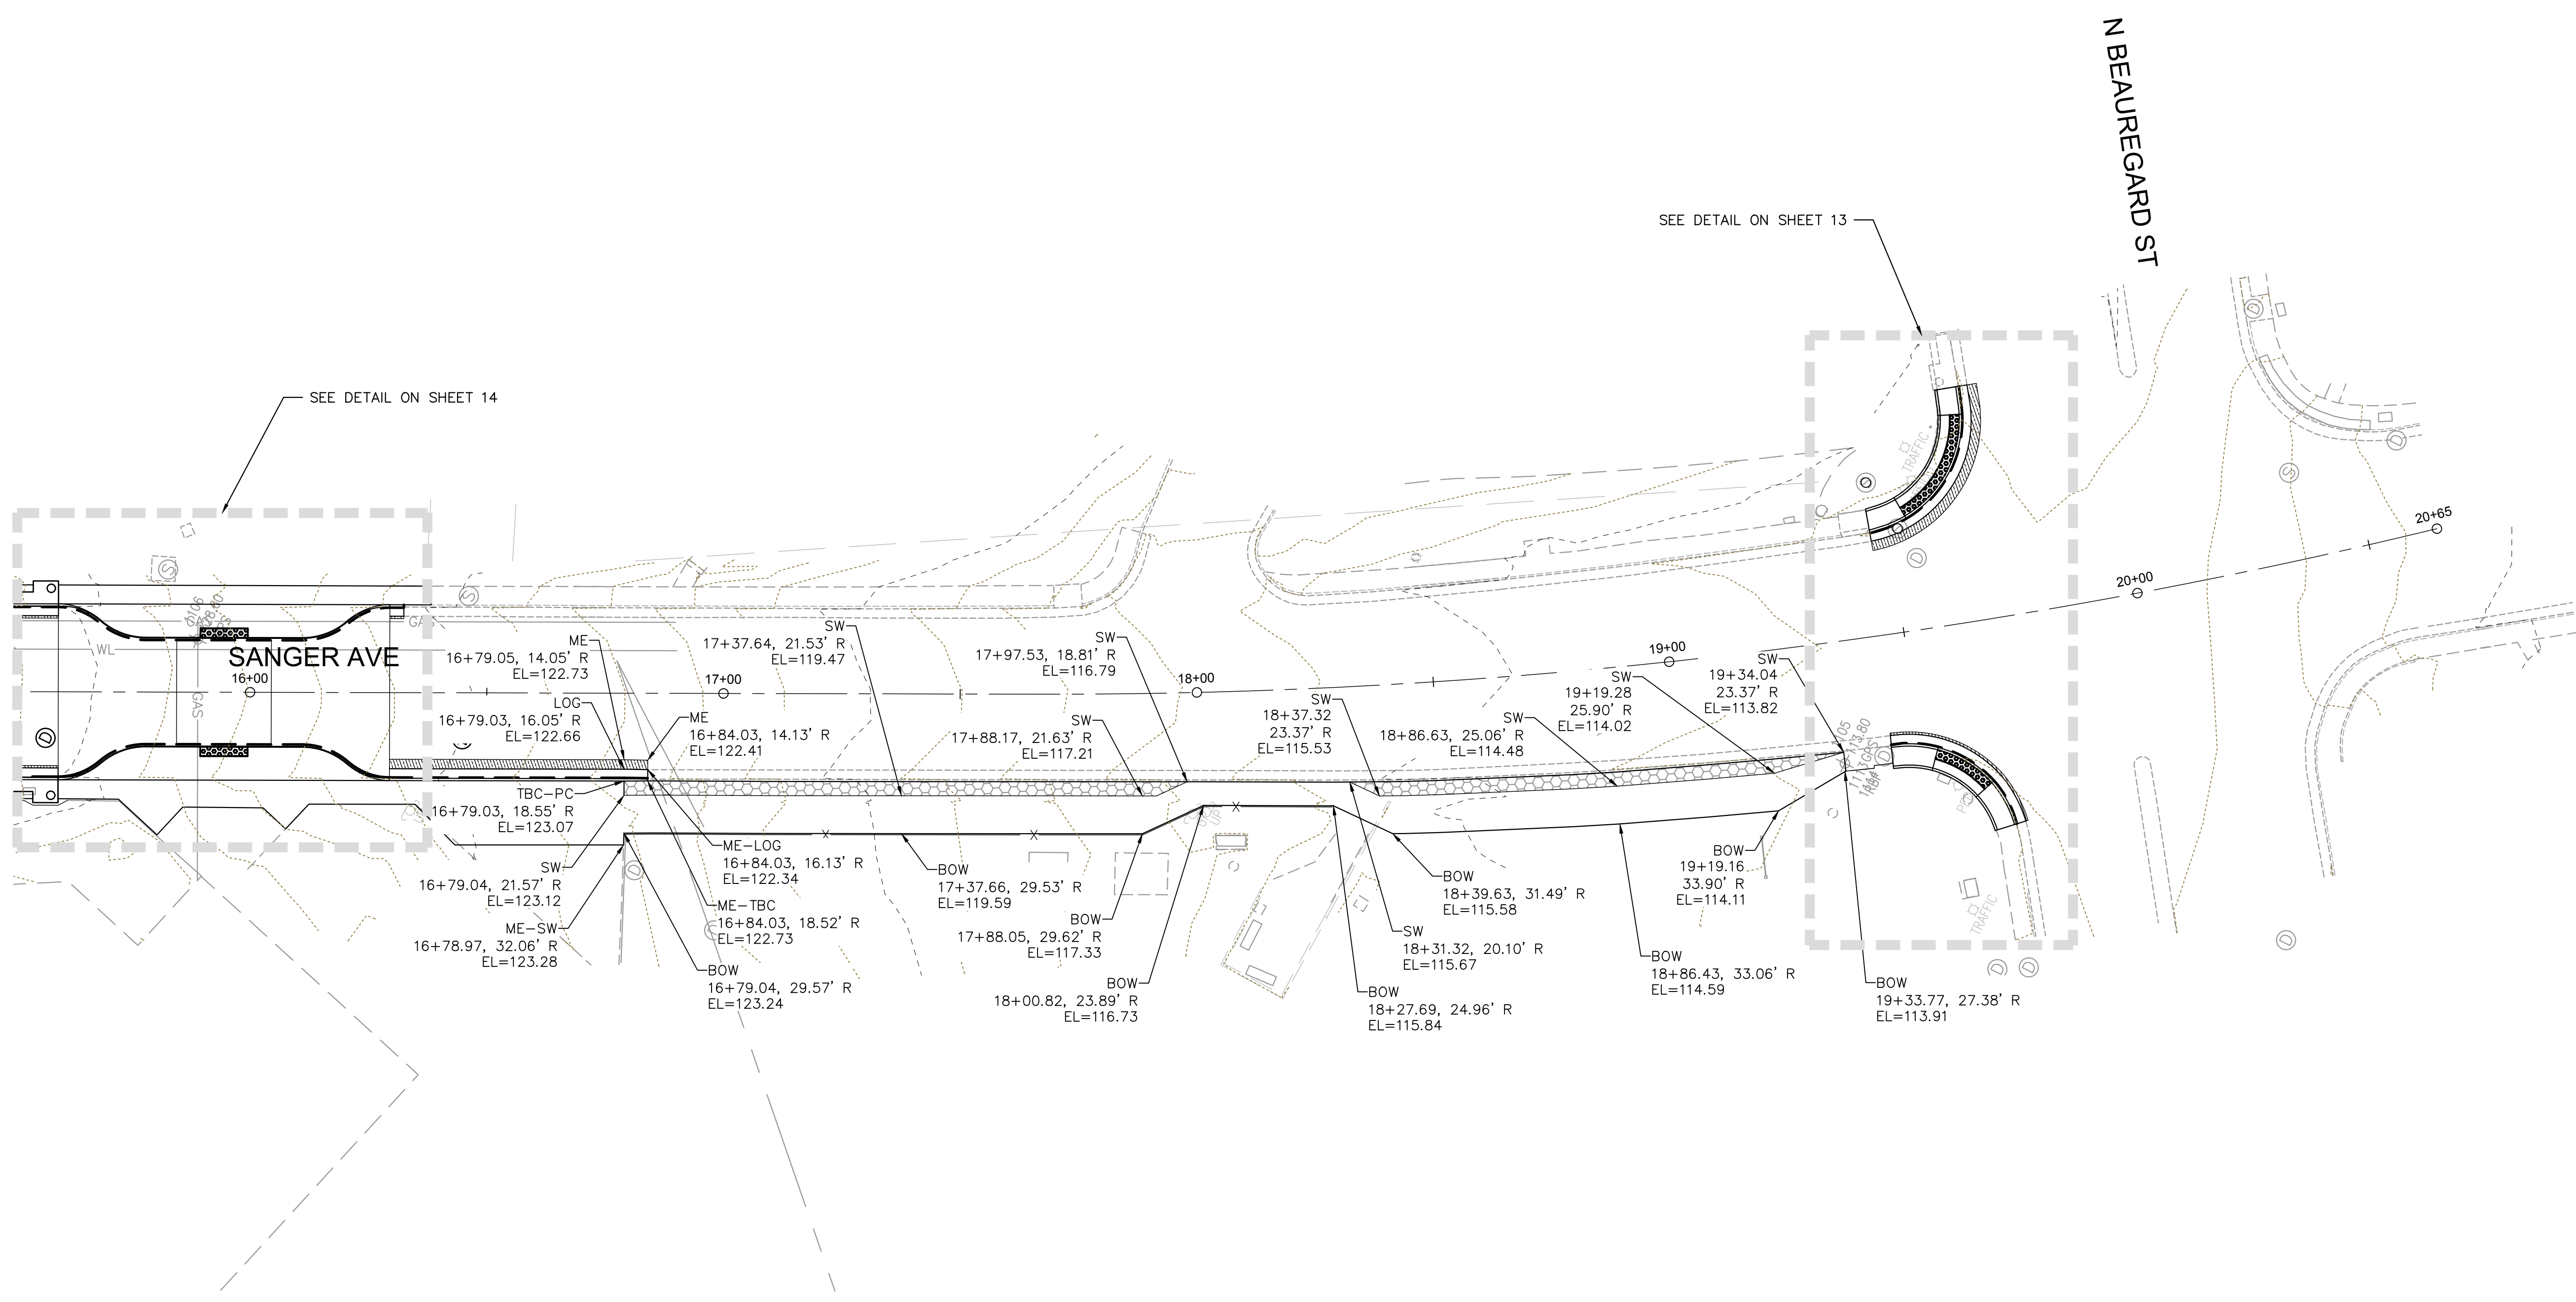 N BEAUREGARD ST
SEE DETAIL ON SHEET 13
SEE DETAIL ON SHEET 14
SANGER AVE
16+00
17+00
18+00
19+00
20+00
20+65
WL
GAS
GAS
GAS
ME
16+79.05, 14.05' R
EL=122.73
LOG
16+79.03, 16.05' R
EL=122.66
ME
16+84.03, 14.13' R
EL=122.41
SW
17+37.64, 21.53' R
EL=119.47
SW
17+97.53, 18.81' R
EL=116.79
SW
17+88.17, 21.63' R
EL=117.21
SW
18+37.32
23.37' R
EL=115.53
SW
18+86.63, 25.06' R
EL=114.48
SW
19+19.28
25.90' R
EL=114.02
SW
19+34.04
23.37' R
EL=113.82
TBC-PC
16+79.03, 18.55' R
EL=123.07
SW
16+79.04, 21.57' R
EL=123.12
ME-SW
16+78.97, 32.06' R
EL=123.28
ME-LOG
16+84.03, 16.13' R
EL=122.34
ME-TBC
16+84.03, 18.52' R
EL=122.73
BOW
16+79.04, 29.57' R
EL=123.24
BOW
17+37.66, 29.53' R
EL=119.59
BOW
17+88.05, 29.62' R
EL=117.33
BOW
18+00.82, 23.89' R
EL=116.73
BOW
18+27.69, 24.96' R
EL=115.84
SW
18+31.32, 20.10' R
EL=115.67
BOW
18+39.63, 31.49' R
EL=115.58
BOW
18+86.43, 33.06' R
EL=114.59
BOW
19+19.16
33.90' R
EL=114.11
BOW
19+33.77, 27.38' R
EL=113.91
TRAFFIC
TRAFFIC
D
D
D
D
D
D
D
D
D
D
S
S
S
X
X
X